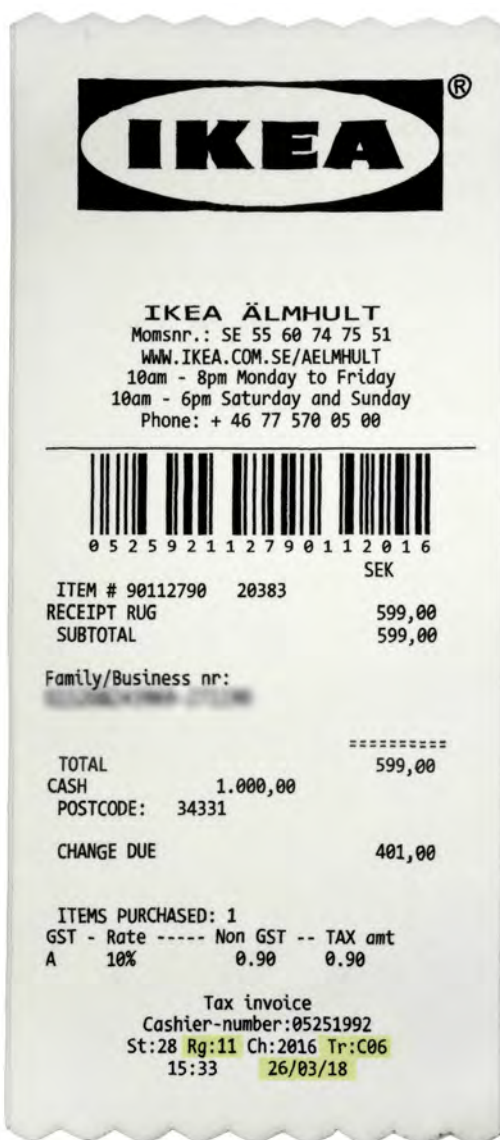 IKEA®
IKEA ÄLMHULT
Momsnr.: SE 55 60 74 75 51
WWW.IKEA.COM.SE/AELMHULT
10am - 8pm Monday to Friday
10am - 6pm Saturday and Sunday
Phone: + 46 77 570 05 00
0 5 2 5 9 2 1 1 2 7 9 0 1 1 2 0 1 6
SEK
ITEM # 90112790 20383
RECEIPT RUG 599,00
SUBTOTAL 599,00
Family/Business nr:
==========
TOTAL 599,00
CASH 1.000,00
POSTCODE: 34331
CHANGE DUE 401,00
ITEMS PURCHASED: 1
GST - Rate ----- Non GST -- TAX amt
A 10% 0.90 0.90
Tax invoice
Cashier-number:05251992
St:28 Rg:11 Ch:2016 Tr:C06
15:33 26/03/18